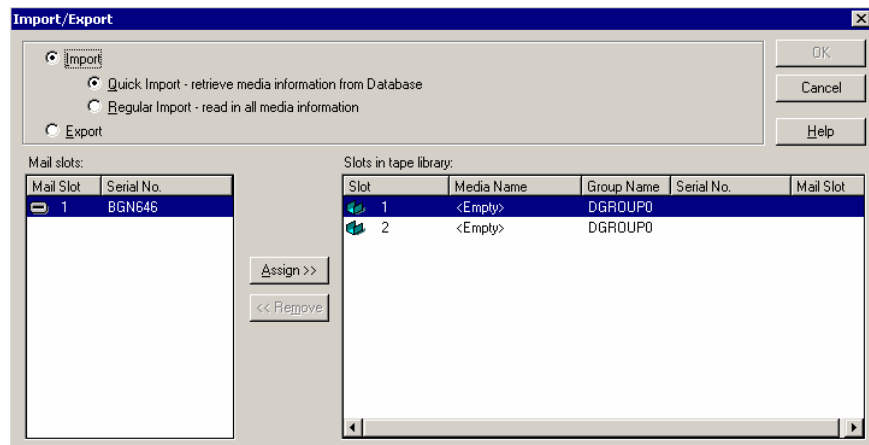 Import/Export
Import
Quick Import - retrieve media information from Database
Regular Import - read in all media information
Export
OK
Cancel
Help
Mail slots:
Mail Slot Serial No.
1 BGN646
Assign >>
<< Remove
Slots in tape library:
Slot Media Name Group Name Serial No. Mail Slot
1 <Empty> DGROUP0
2 <Empty> DGROUP0